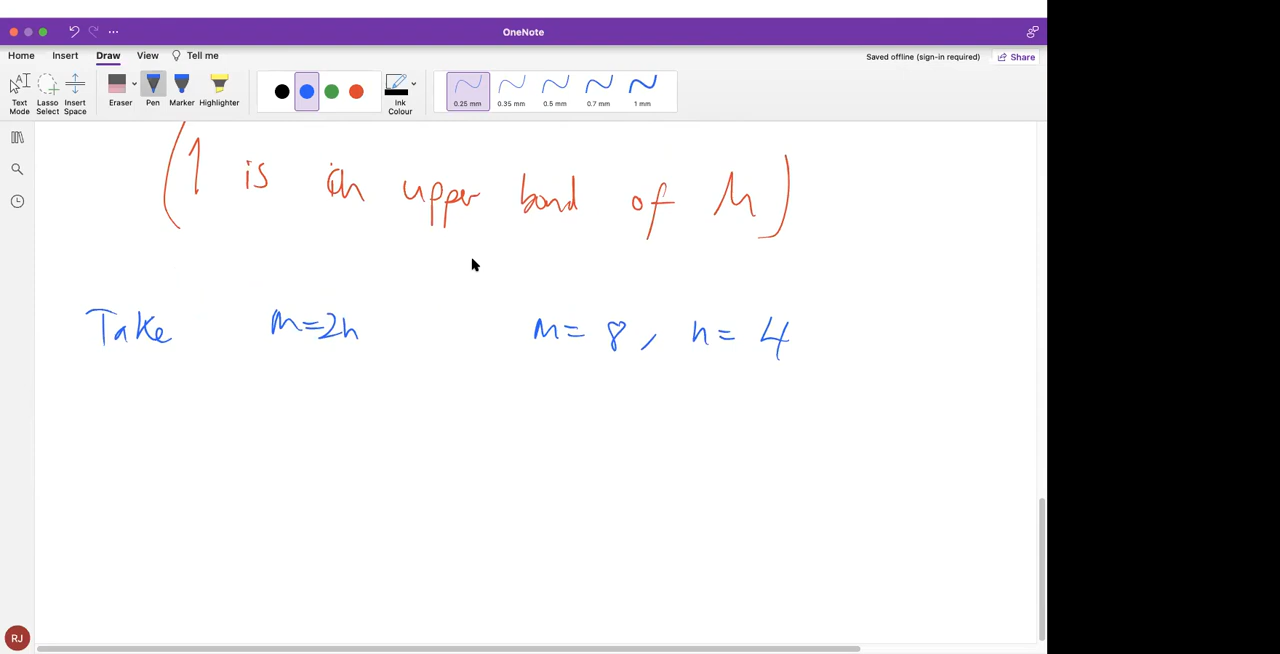 OneNote
Home Insert Draw View Tell me
Saved offline (sign-in required) Share
Text Mode Lasso Select Insert Space Eraser Pen Marker Highlighter Ink Colour 0.25 mm 0.35 mm 0.5 mm 0.7 mm 1 mm
(1 is an upper bond of M)
Take m=2n m= 8, n= 4
RJ